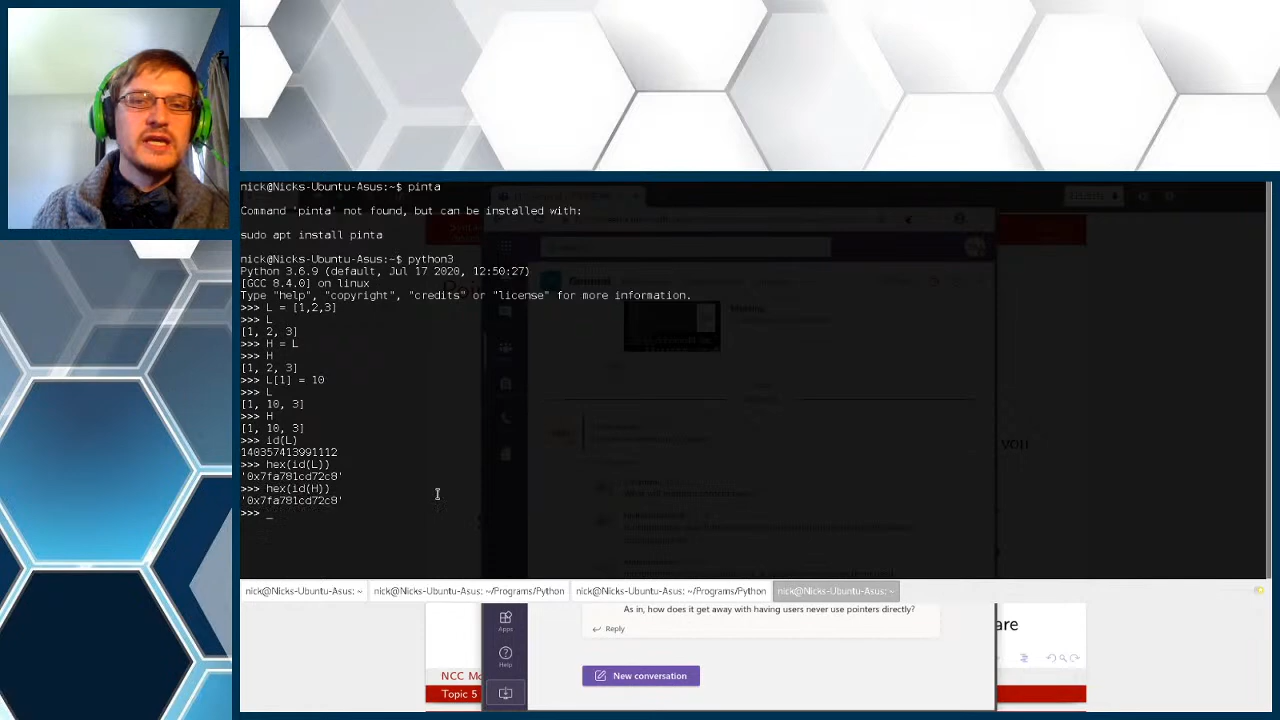 nick@Nicks-Ubuntu-Asus:~$ pinta
Command 'pinta' not found, but can be installed with:
sudo apt install pinta
nick@Nicks-Ubuntu-Asus:~$ python3
Python 3.6.9 (default, Jul 17 2020, 12:50:27)
[GCC 8.4.0] on linux
Type "help", "copyright", "credits" or "license" for more information.
>>> L = [1,2,3]
>>> L
[1, 2, 3]
>>> H = L
>>> H
[1, 2, 3]
>>> L[1] = 10
>>> L
[1, 10, 3]
>>> H
[1, 10, 3]
>>> id(L)
140357413991112
>>> hex(id(L))
'0x7fa781cd72c8'
>>> hex(id(H))
'0x7fa781cd72c8'
>>> _
you
nick@Nicks-Ubuntu-Asus: ~
nick@Nicks-Ubuntu-Asus: ~/Programs/Python
nick@Nicks-Ubuntu-Asus: ~/Programs/Python
nick@Nicks-Ubuntu-Asus: ~
As in, how does it get away with having users never use pointers directly?
Reply
Apps
Help
New conversation
are
NCC
Topic 5